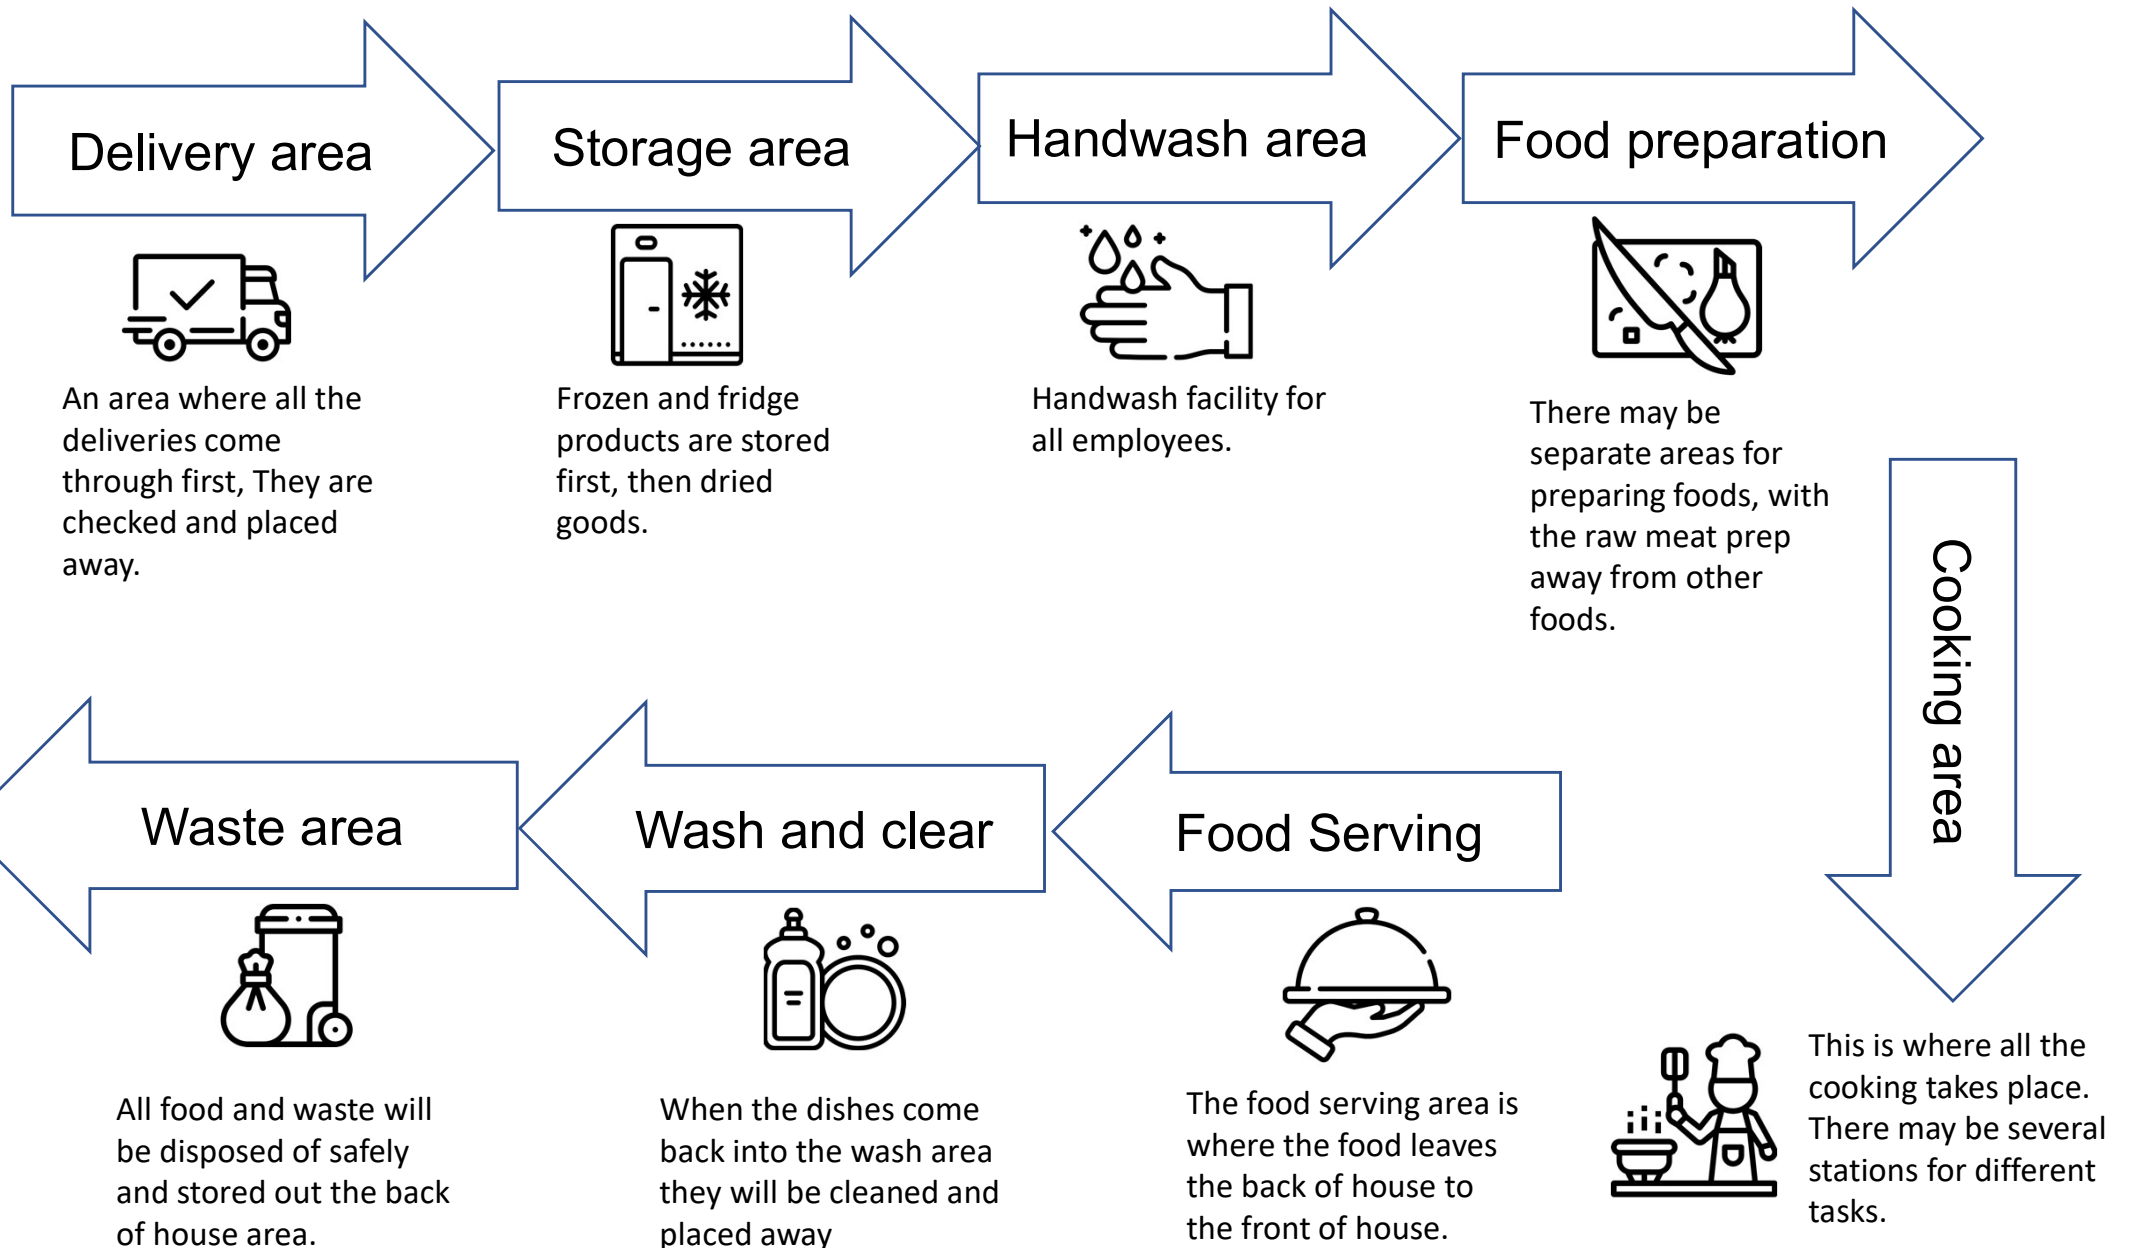 Delivery area
An area where all the
deliveries come
through first, They are
checked and placed
away.
Storage area
Frozen and fridge
products are stored
first, then dried
goods.
Handwash area
Handwash facility for
all employees.
Food preparation
There may be
separate areas for
preparing foods, with
the raw meat prep
away from other
foods.
Cooking area
This is where all the
cooking takes place.
There may be several
stations for different
tasks.
Food Serving
The food serving area is
where the food leaves
the back of house to
the front of house.
Wash and clear
When the dishes come
back into the wash area
they will be cleaned and
placed away
Waste area
All food and waste will
be disposed of safely
and stored out the back
of house area.